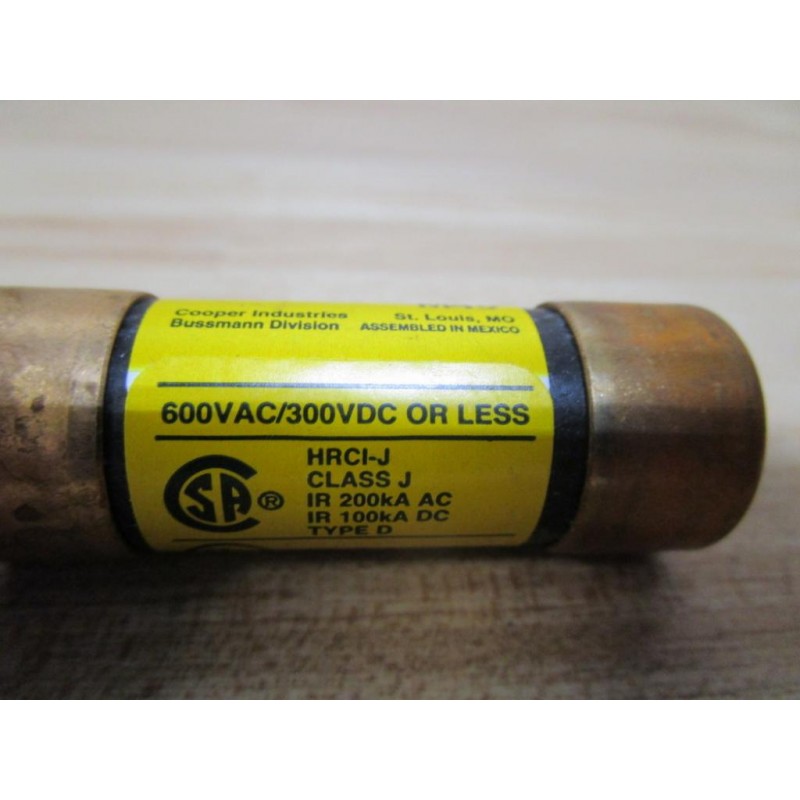 Cooper Industries
Bussmann Division
St. Louis, MO
ASSEMBLED IN MEXICO
600VAC/300VDC OR LESS
SA ®
HRCI-J
CLASS J
IR 200kA AC
IR 100kA DC
TYPE D